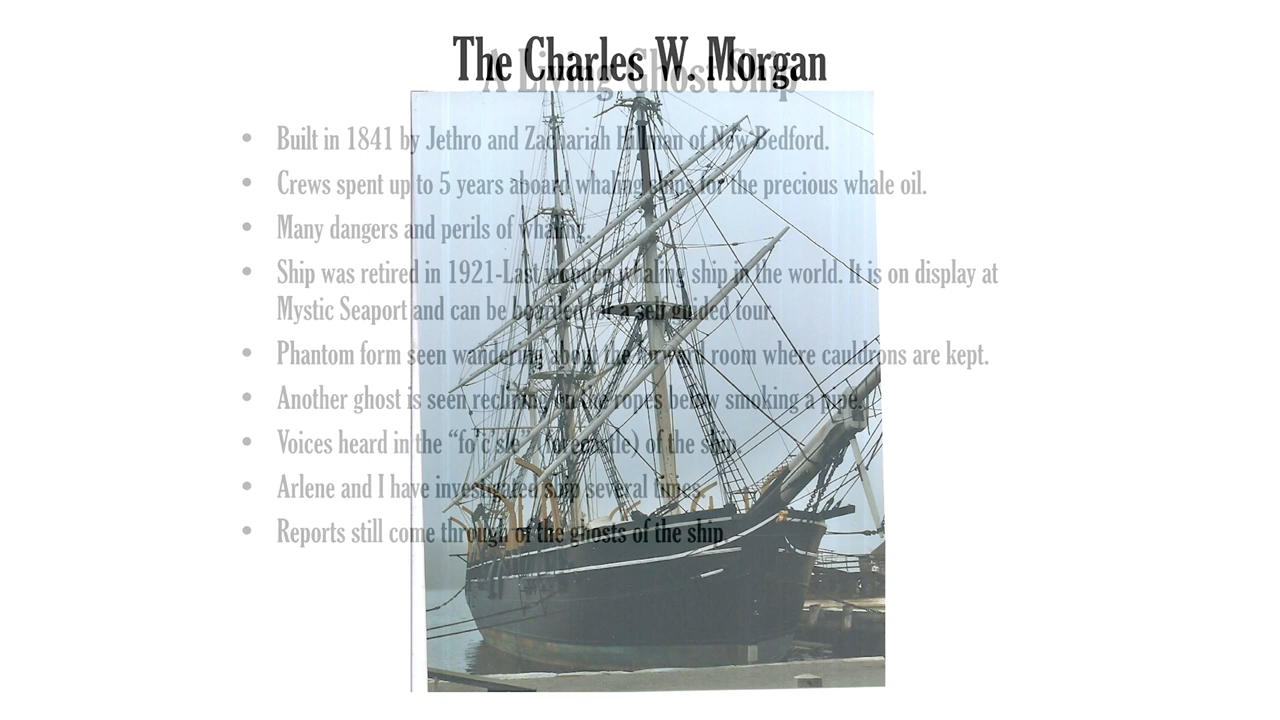 The Charles W. Morgan
A Living Ghost Ship
• Built in 1841 by Jethro and Zachariah Hillman of New Bedford.
• Crews spent up to 5 years aboard whaling ships for the precious whale oil.
• Many dangers and perils of whaling.
• Ship was retired in 1921-Last wooden whaling ship in the world. It is on display at
Mystic Seaport and can be boarded for a self guided tour.
• Phantom form seen wandering about the forward room where cauldrons are kept.
• Another ghost is seen reclining on the ropes below smoking a pipe.
• Voices heard in the “fo’c’sle” (forecastle) of the ship.
• Arlene and I have investigated ship several times.
• Reports still come through of the ghosts of the ship.